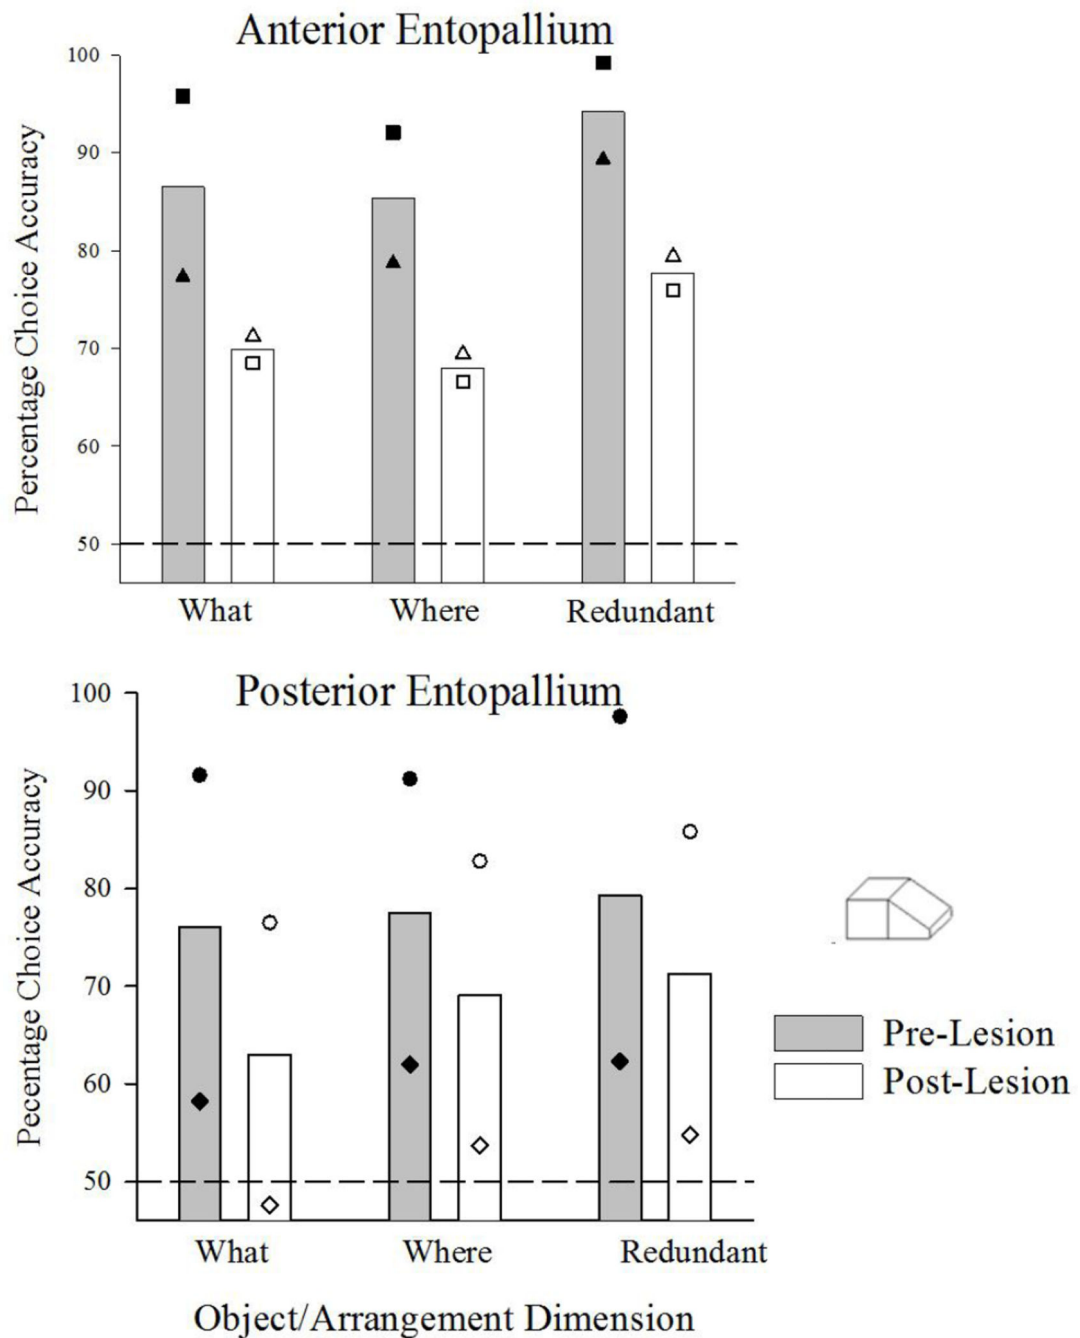 Anterior Entopallium
Percentage Choice Accuracy
100
90
80
70
60
50
What Where Redundant
Posterior Entopallium
Pecentage Choice Accuracy
100
90
80
70
60
50
What Where Redundant
Object/Arrangement Dimension
Pre-Lesion
Post-Lesion